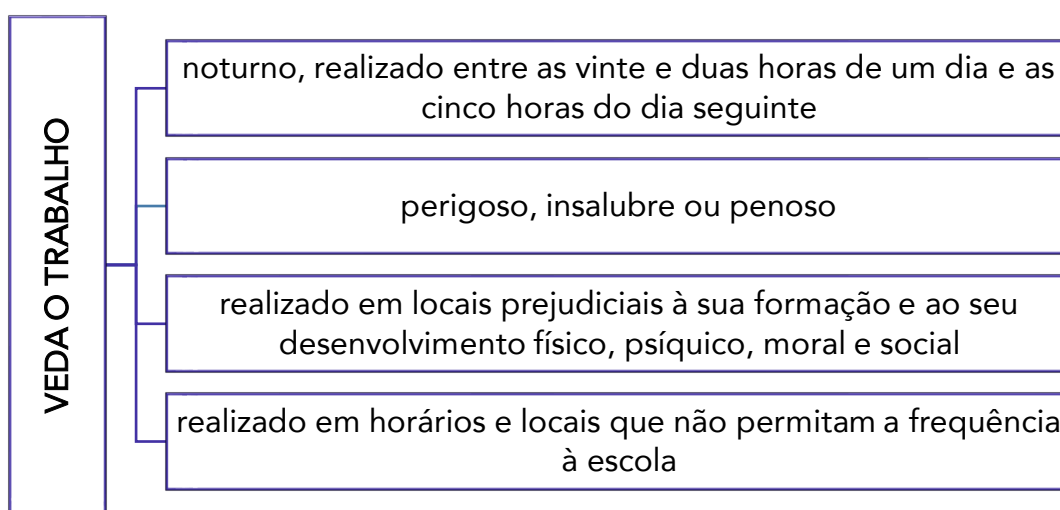 VEDA O TRABALHO
noturno, realizado entre as vinte e duas horas de um dia e as
cinco horas do dia seguinte
perigoso, insalubre ou penoso
realizado em locais prejudiciais à sua formação e ao seu
desenvolvimento físico, psíquico, moral e social
realizado em horários e locais que não permitam a frequência
à escola